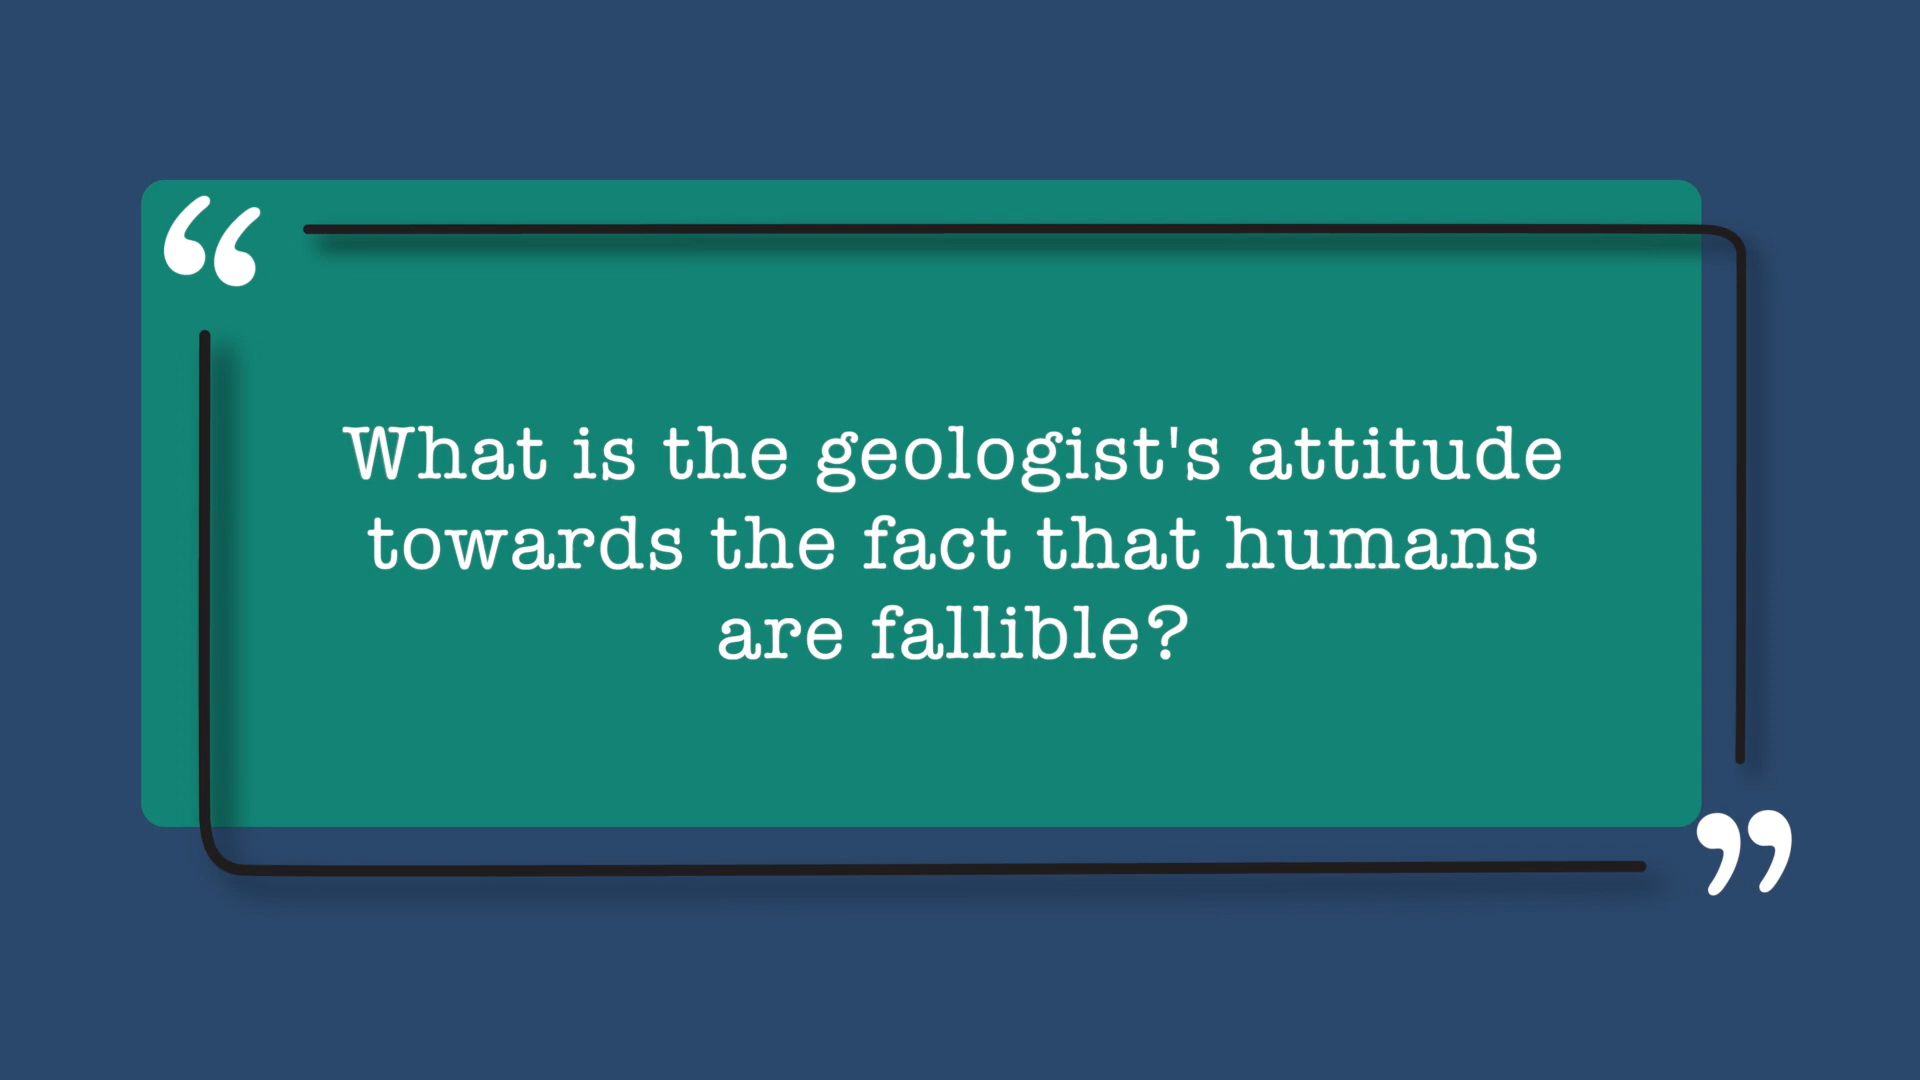 “
What is the geologist's attitude
towards the fact that humans
are fallible?
”